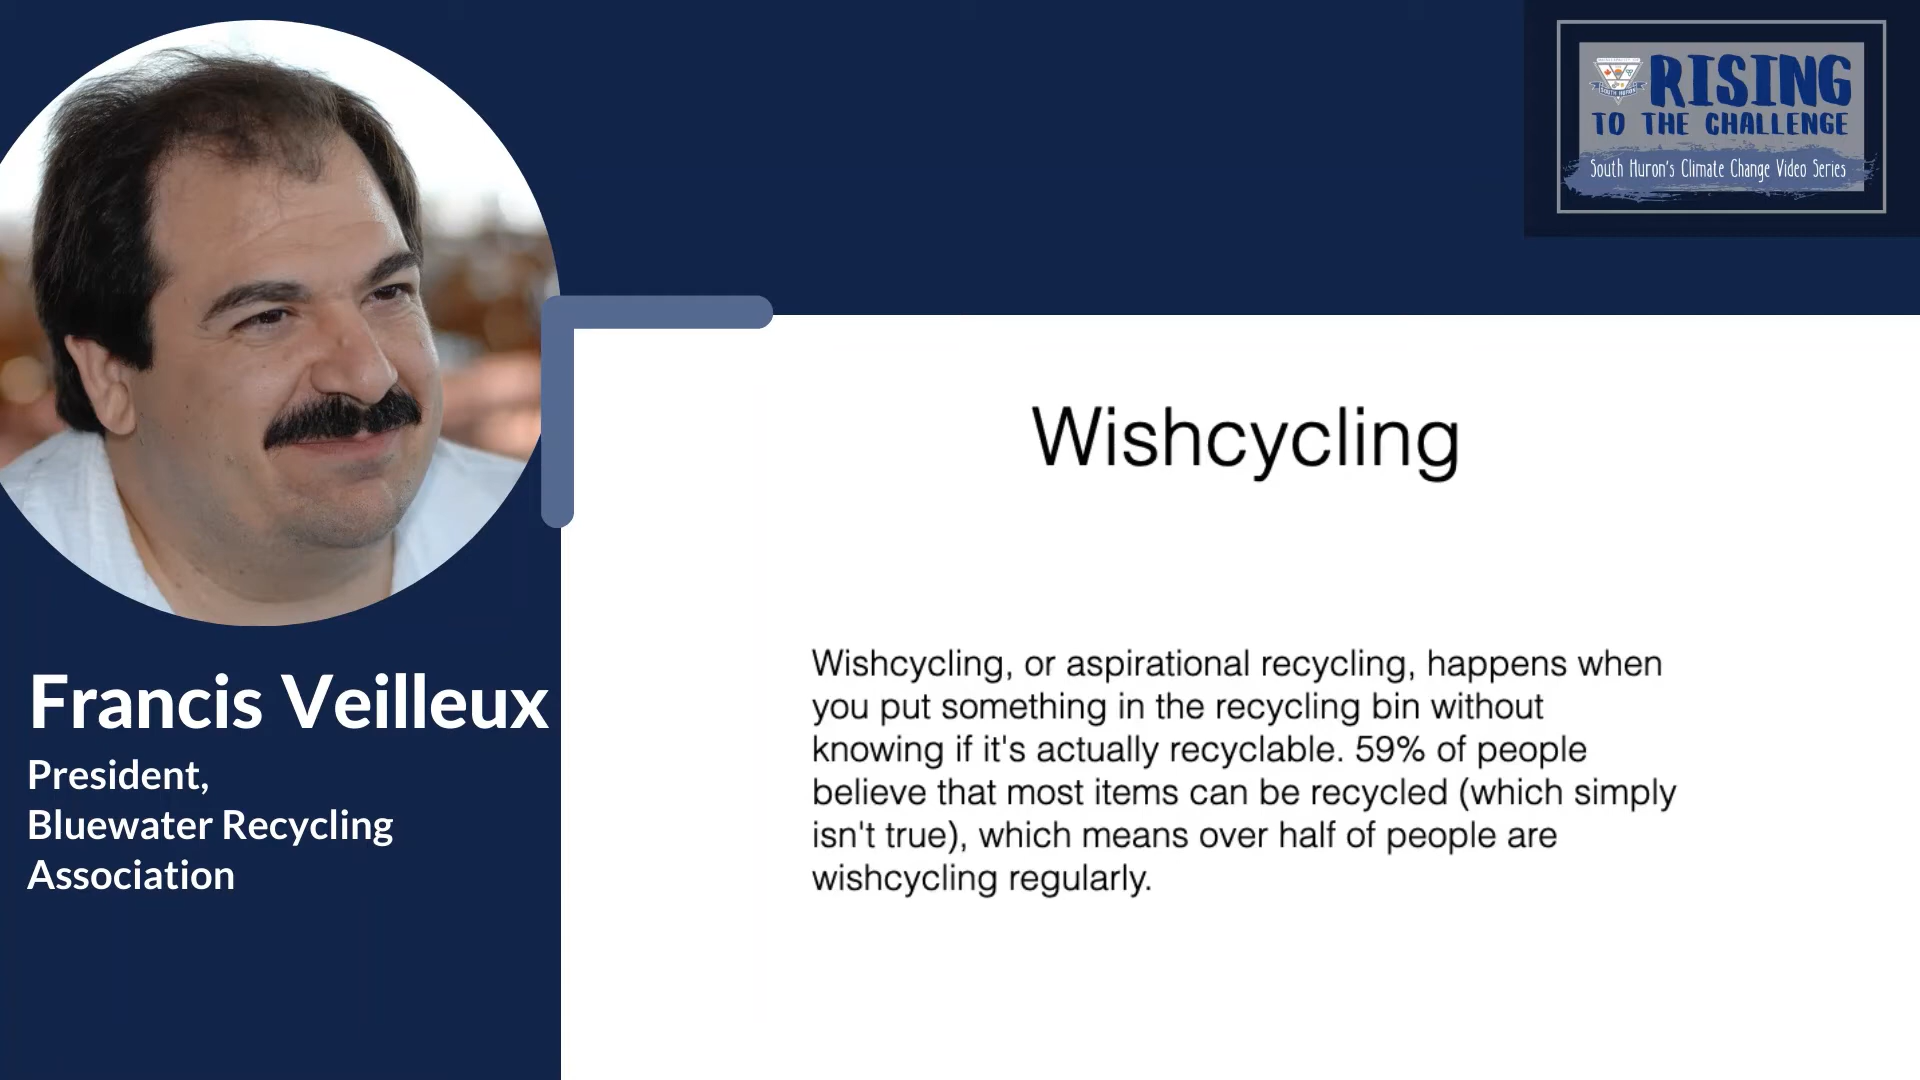 RISING
TO THE CHALLENGE
South Huron's Climate Change Video Series
Wishcycling
Wishcycling, or aspirational recycling, happens when
you put something in the recycling bin without
knowing if it's actually recyclable. 59% of people
believe that most items can be recycled (which simply
isn't true), which means over half of people are
wishcycling regularly.
Francis Veilleux
President,
Bluewater Recycling
Association